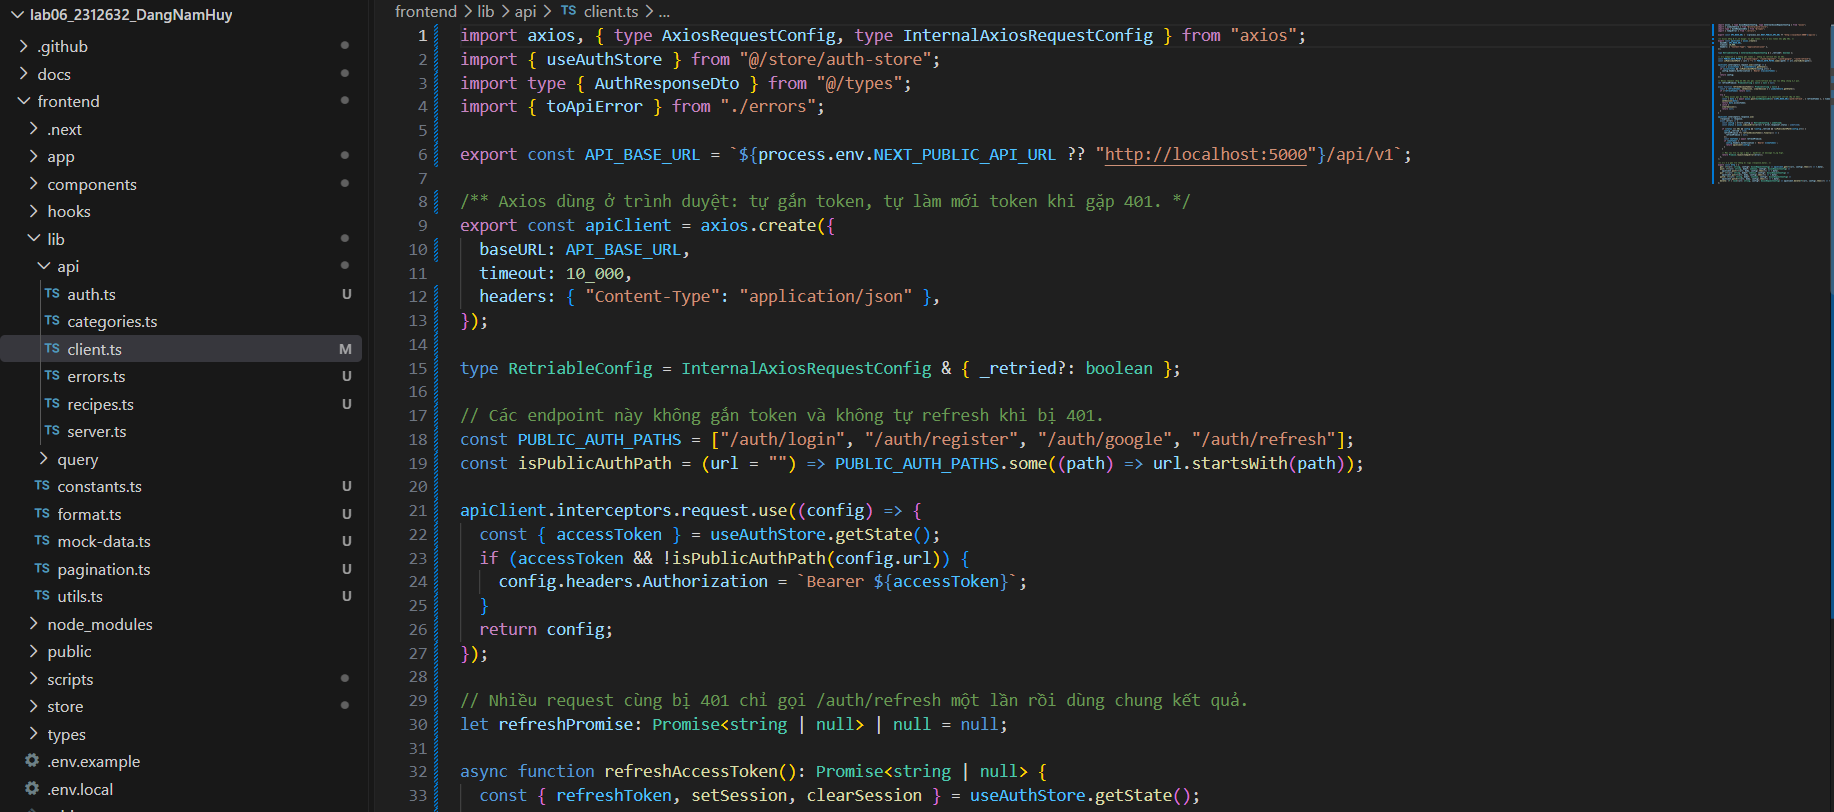 lab06_2312632_DangNamHuy
.github
docs
frontend
.next
app
components
hooks
lib
api
TS auth.ts U
TS categories.ts
TS client.ts M
TS errors.ts U
TS recipes.ts U
TS server.ts
query
TS constants.ts U
TS format.ts U
TS mock-data.ts U
TS pagination.ts U
TS utils.ts U
node_modules
public
scripts
store
types
.env.example
.env.local
frontend > lib > api > TS client.ts > ...
1 import axios, { type AxiosRequestConfig, type InternalAxiosRequestConfig } from "axios";
2 import { useAuthStore } from "@/store/auth-store";
3 import type { AuthResponseDto } from "@/types";
4 import { toApiError } from "./errors";
5
6 export const API_BASE_URL = `${process.env.NEXT_PUBLIC_API_URL ?? "http://localhost:5000"}/api/v1`;
7
8 /** Axios dùng ở trình duyệt: tự gắn token, tự làm mới token khi gặp 401. */
9 export const apiClient = axios.create({
10   baseURL: API_BASE_URL,
11   timeout: 10_000,
12   headers: { "Content-Type": "application/json" },
13 });
14
15 type RetriableConfig = InternalAxiosRequestConfig & { _retried?: boolean };
16
17 // Các endpoint này không gắn token và không tự refresh khi bị 401.
18 const PUBLIC_AUTH_PATHS = ["/auth/login", "/auth/register", "/auth/google", "/auth/refresh"];
19 const isPublicAuthPath = (url = "") => PUBLIC_AUTH_PATHS.some((path) => url.startsWith(path));
20
21 apiClient.interceptors.request.use((config) => {
22   const { accessToken } = useAuthStore.getState();
23   if (accessToken && !isPublicAuthPath(config.url)) {
24     config.headers.Authorization = `Bearer ${accessToken}`;
25   }
26   return config;
27 });
28
29 // Nhiều request cùng bị 401 chỉ gọi /auth/refresh một lần rồi dùng chung kết quả.
30 let refreshPromise: Promise<string | null> | null = null;
31
32 async function refreshAccessToken(): Promise<string | null> {
33   const { refreshToken, setSession, clearSession } = useAuthStore.getState();